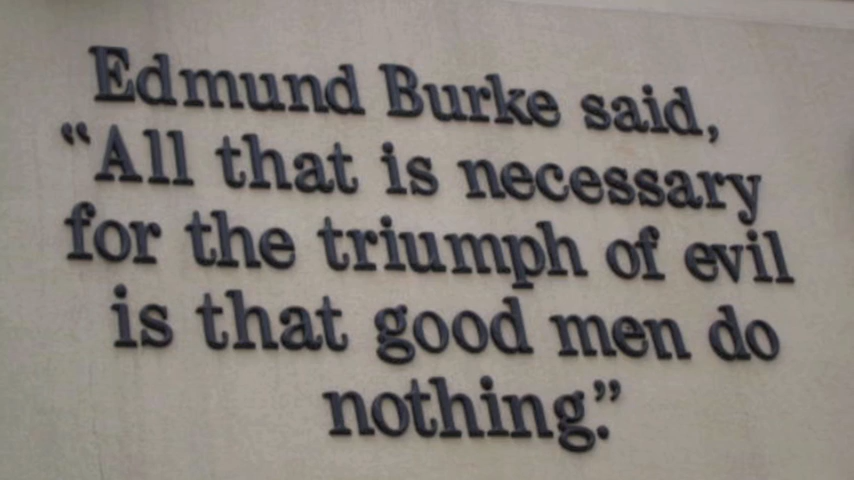 Edmund Burke said,
“All that is necessary
for the triumph of evil
is that good men do
nothing.”